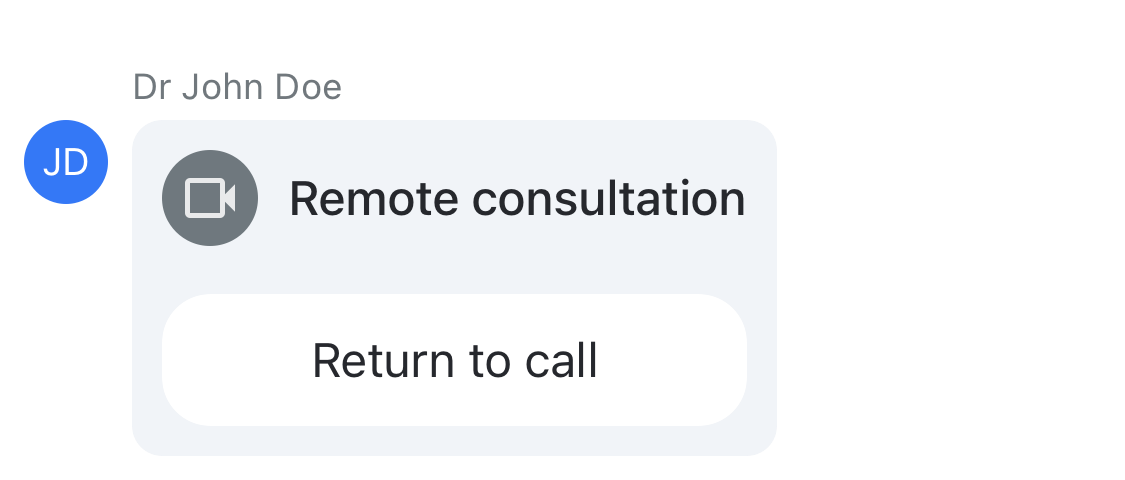 Dr John Doe
JD
Remote consultation
Return to call